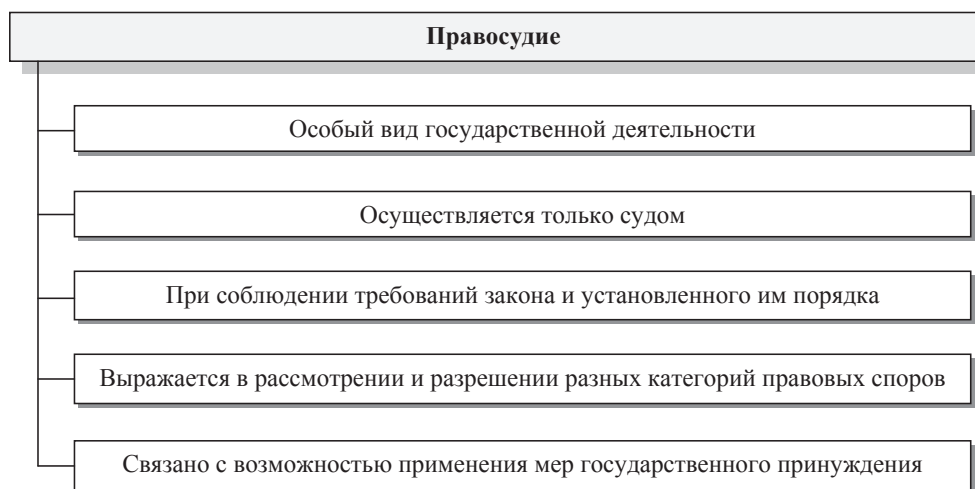 Правосудие
Особый вид государственной деятельности
Осуществляется только судом
При соблюдении требований закона и установленного им порядка
Выражается в рассмотрении и разрешении разных категорий правовых споров
Связано с возможностью применения мер государственного принуждения